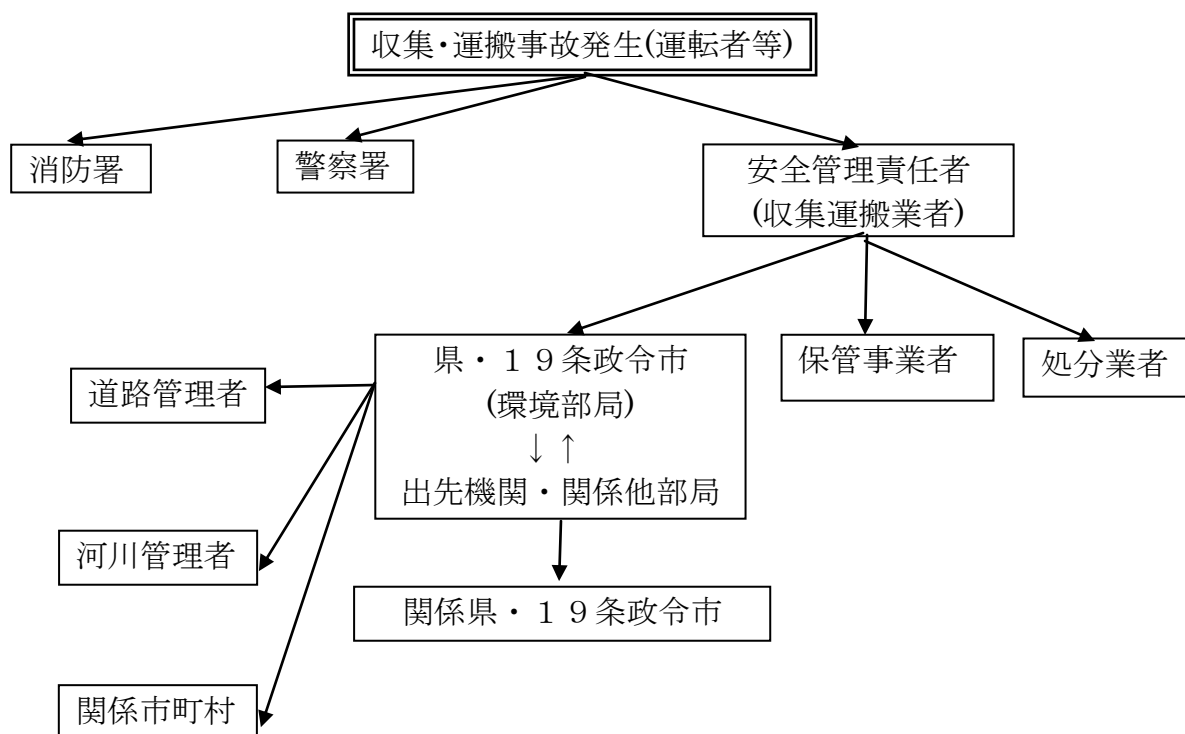 収集･運搬事故発生(運転者等)
消防署
警察署
安全管理責任者
(収集運搬業者)
県・１９条政令市
(環境部局)
↓ ↑
出先機関・関係他部局
保管事業者
処分業者
道路管理者
河川管理者
関係県・１９条政令市
関係市町村